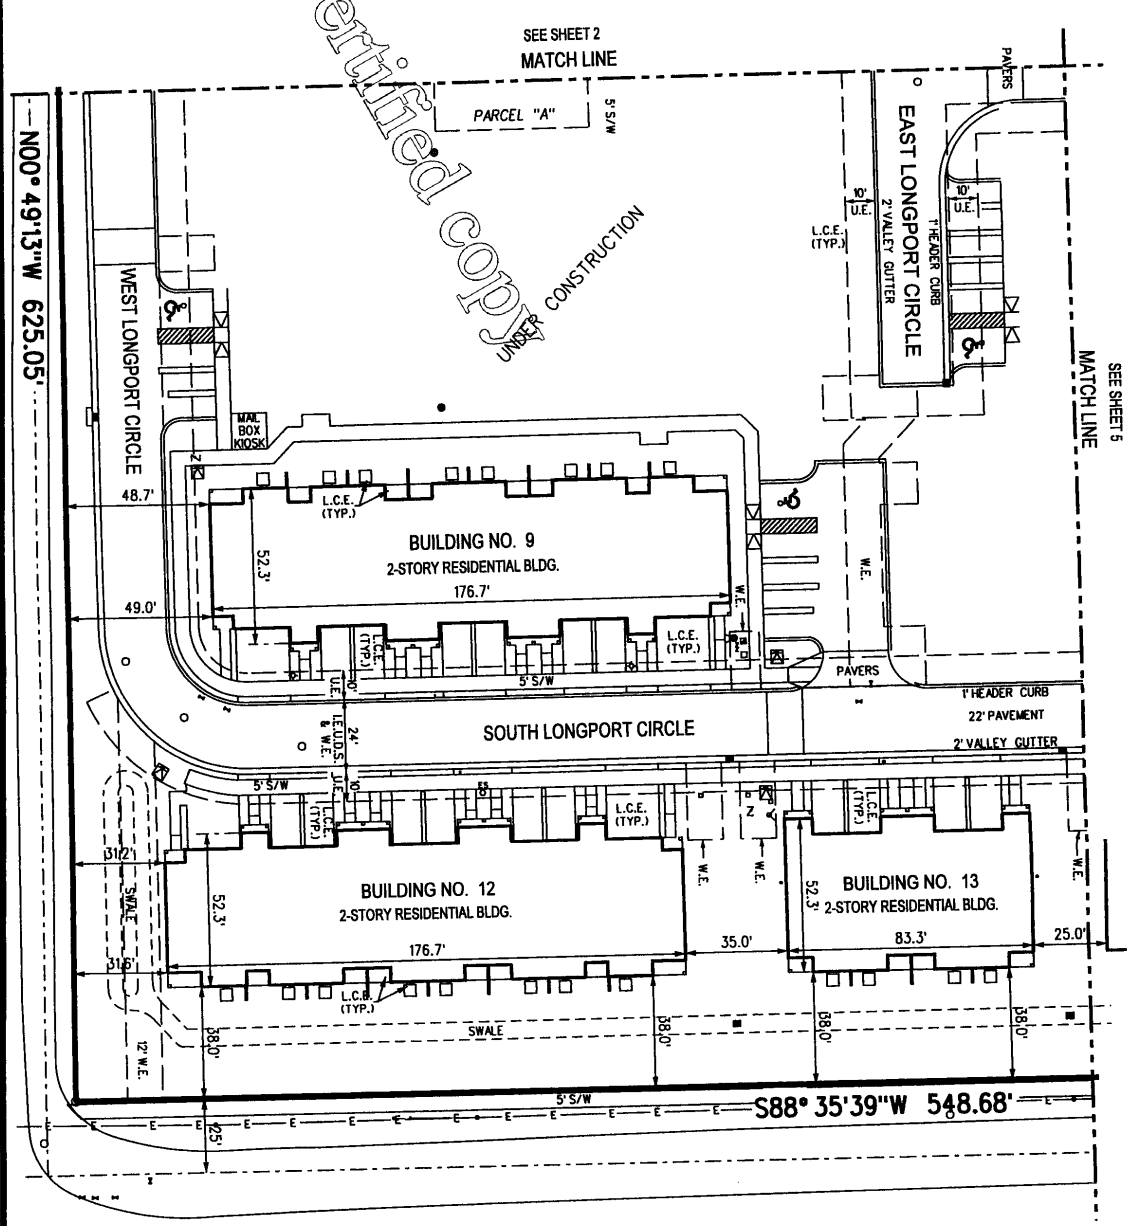 SEE SHEET 2
MATCH LINE
ertified copy
PARCEL "A"
5' S/W
PAVERS
EAST LONGPORT CIRCLE
10'
U.E.
10'
U.E.
2' VALLEY GUTTER
1' HEADER CURB
L.C.E.
(TYP.)
N00° 49'13"W 625.05'
WEST LONGPORT CIRCLE
UNDER CONSTRUCTION
SEE SHEET 5
MATCH LINE
MAIL
BOX
KIOSK
48.7'
L.C.E.
(TYP.)
BUILDING NO. 9
2-STORY RESIDENTIAL BLDG.
52.3'
176.7'
W.E.
W.E.
49.0'
L.C.E.
(TYP.)
L.C.E.
(TYP.)
PAVERS
5' S/W
10'
U.E.
1' HEADER CURB
22' PAVEMENT
2' VALLEY GUTTER
SOUTH LONGPORT CIRCLE
24'
I.E.U.D.S.
& W.E.
10'
U.E.
5' S/W
ES
L.C.E.
(TYP.)
L.C.E.
(TYP.)
L.C.E.
(TYP.)
31.2'
SWALE
52.3'
BUILDING NO. 12
2-STORY RESIDENTIAL BLDG.
176.7'
W.E.
W.E.
52.3'
BUILDING NO. 13
2-STORY RESIDENTIAL BLDG.
83.3'
W.E.
35.0'
25.0'
31.6'
L.C.E.
(TYP.)
SWALE
12' W.E.
38.0'
38.0'
38.0'
38.0'
5' S/W
S88° 35'39"W 548.68'
E E E E E E E E E E E E E
25'